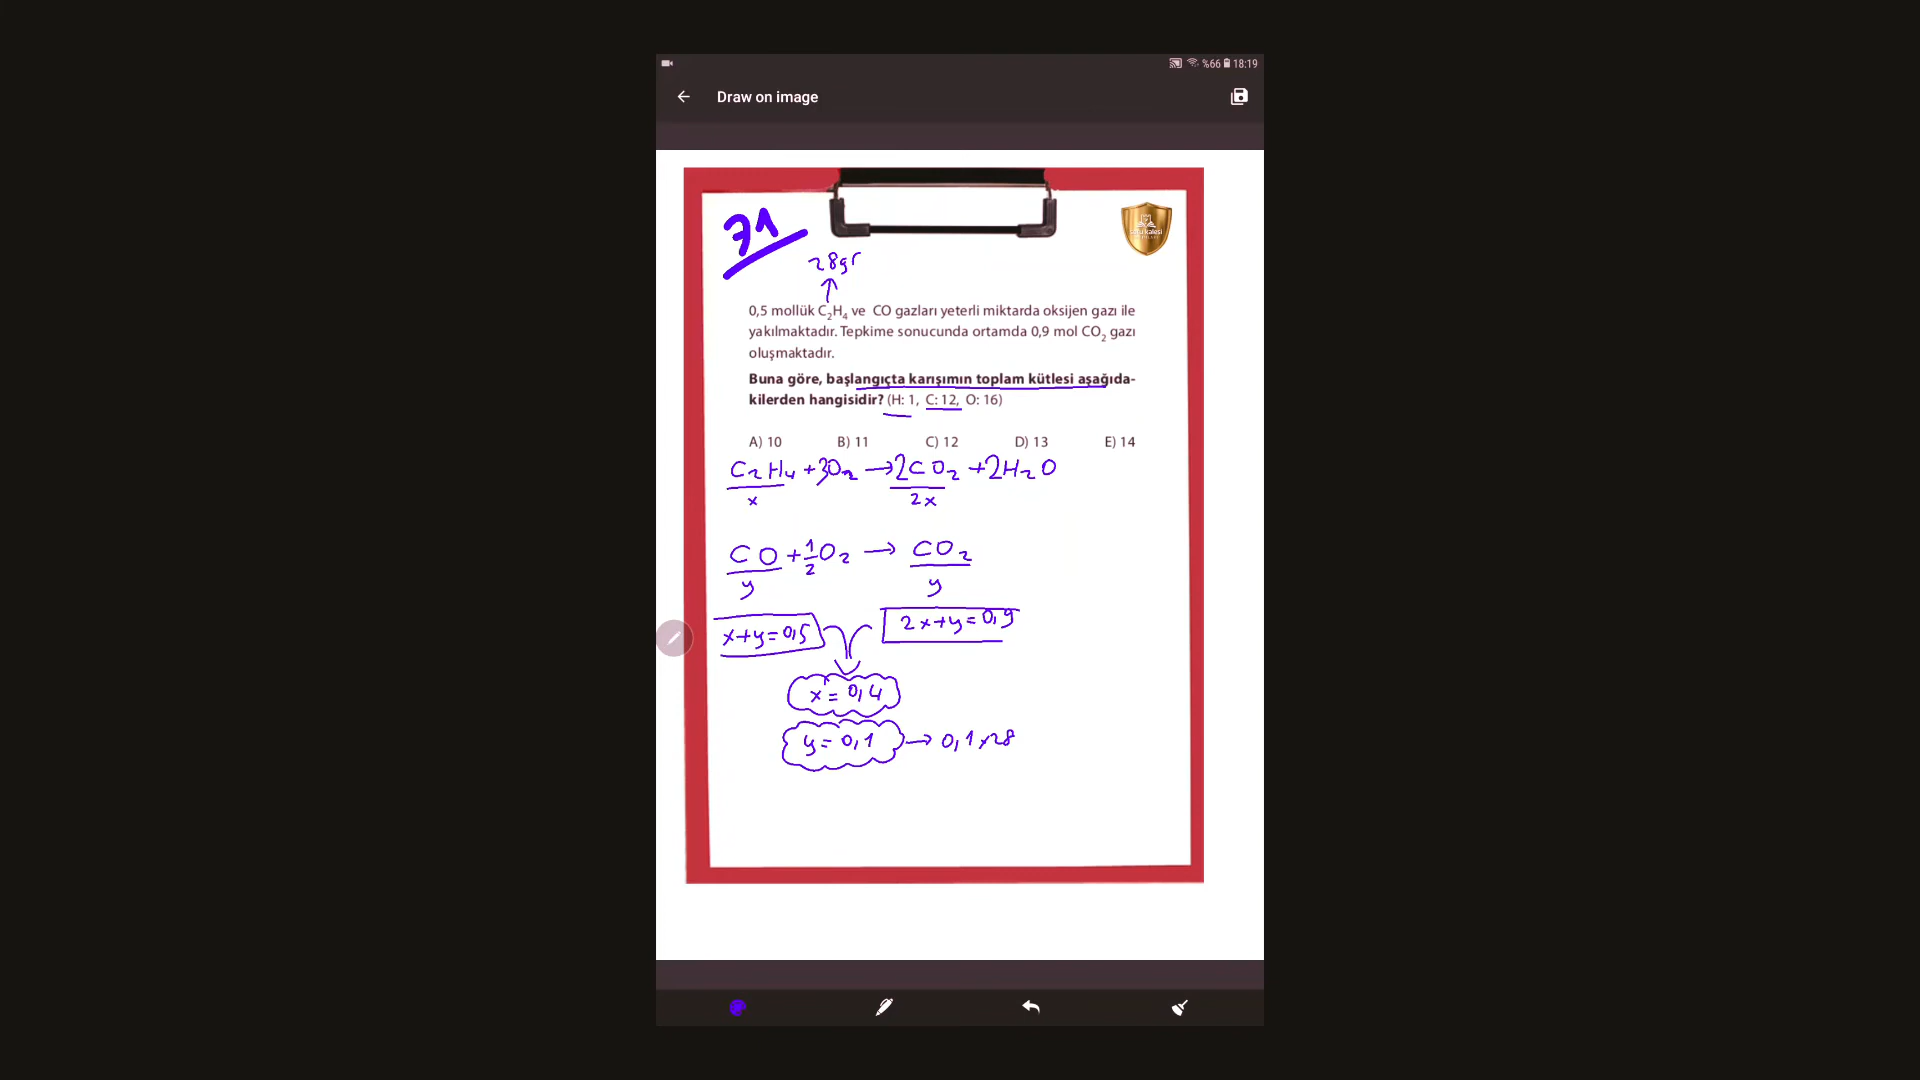 %66 18:19
Draw on image
71
28gr
0,5 mollük C₂H₄ ve CO gazları yeterli miktarda oksijen gazı ile
yakılmaktadır. Tepkime sonucunda ortamda 0,9 mol CO₂ gazı
oluşmaktadır.
Buna göre, başlangıçta karışımın toplam kütlesi aşağıda-
kilerden hangisidir? (H: 1, C: 12, O: 16)
A) 10 B) 11 C) 12 D) 13 E) 14
C₂H₄ + 3O₂ → 2CO₂ + 2H₂O
x 2x
CO + 1/2 O₂ → CO₂
y y
x+y=0,5 2x+y=0,9
x = 0,4
y = 0,1 → 0,1x28